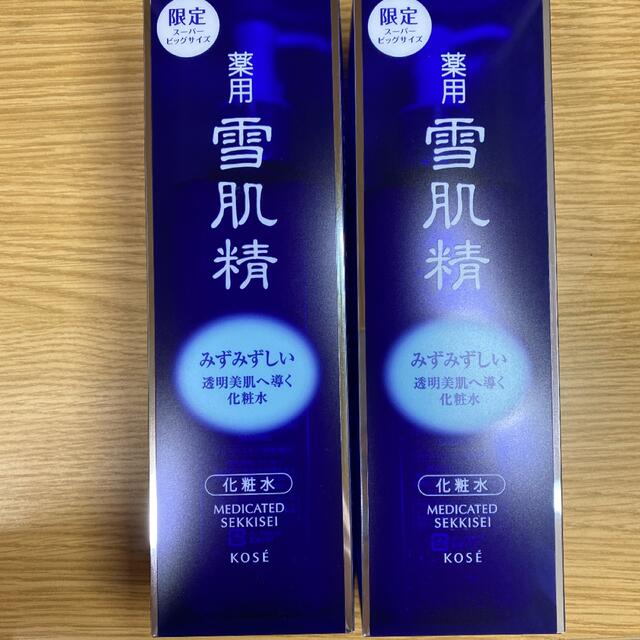 限定
スーパー
ビッグサイズ
薬用
雪肌精
みずみずしい
透明美肌へ導く
化粧水
化粧水
MEDICATED
SEKKISEI
KOSÉ
限定
スーパー
ビッグサイズ
薬用
雪肌精
みずみずしい
透明美肌へ導く
化粧水
化粧水
MEDICATED
SEKKISEI
KOSÉ